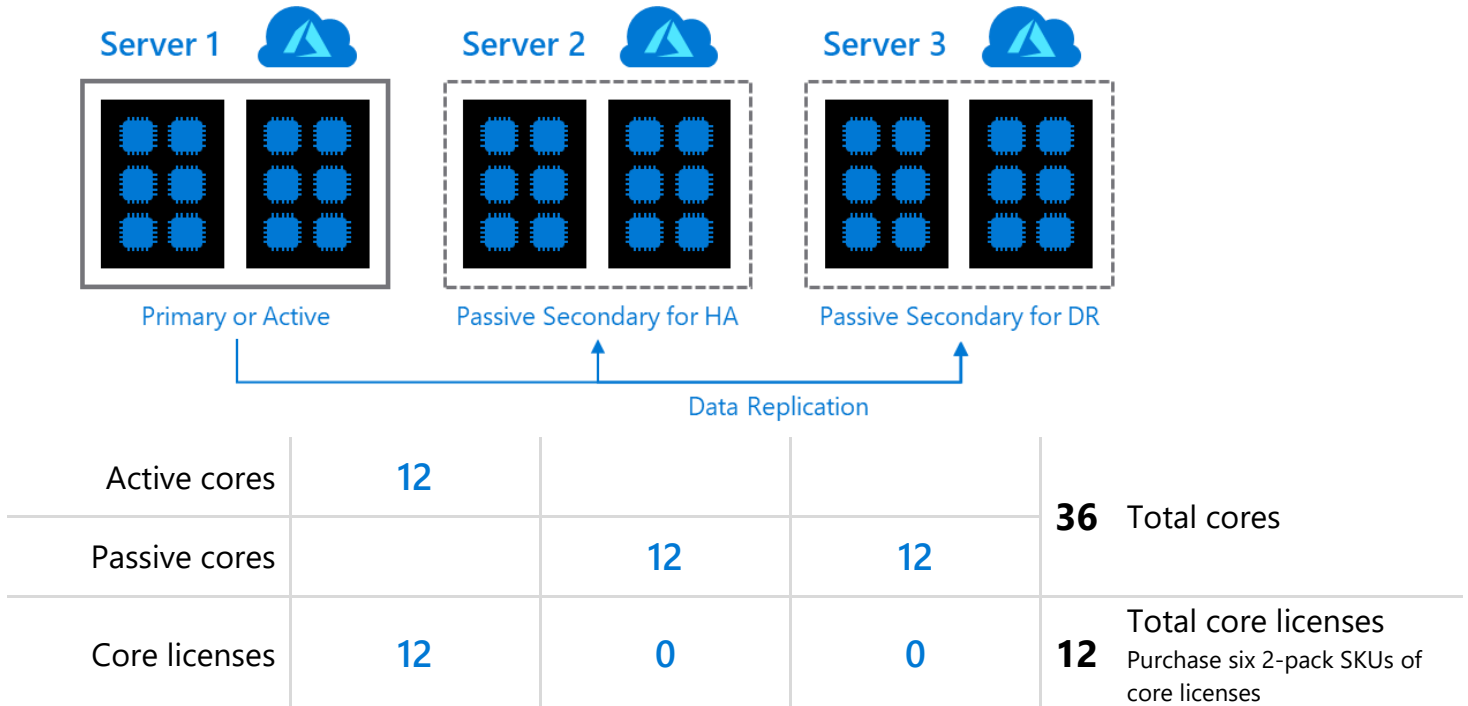 Server 1
Server 2
Server 3
Primary or Active
Passive Secondary for HA
Passive Secondary for DR
Data Replication
Active cores 12
36 Total cores
Passive cores 12 12
Core licenses 12 0 0 12 Total core licenses
Purchase six 2-pack SKUs of
core licenses